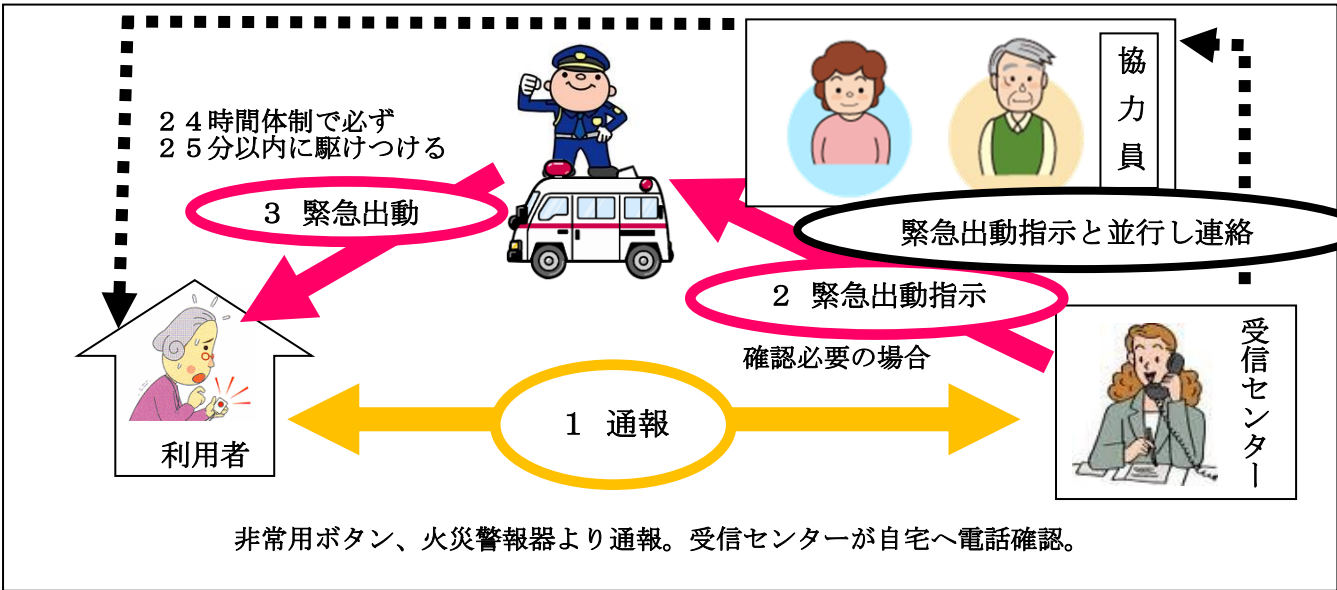 ２４時間体制で必ず
２５分以内に駆けつける
協力員
３ 緊急出動
緊急出動指示と並行し連絡
２ 緊急出動指示
確認必要の場合
受信センター
１ 通報
利用者
非常用ボタン、火災警報器より通報。受信センターが自宅へ電話確認。